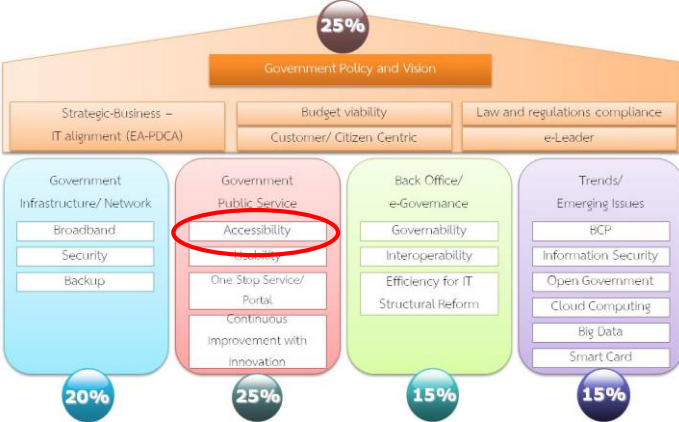 25%
Government Policy and Vision
Strategic-Business –
IT alignment (EA-PDCA)
Budget viability
Customer/ Citizen Centric
Law and regulations compliance
e-Leader
Government
Infrastructure/ Network
Broadband
Security
Backup
20%
Government
Public Service
Accessibility
Usability
One Stop Service/
Portal
Continuous
Improvement with
Innovation
25%
Back Office/
e-Governance
Governability
Interoperability
Efficiency for IT
Structural Reform
15%
Trends/
Emerging Issues
BCP
Information Security
Open Government
Cloud Computing
Big Data
Smart Card
15%